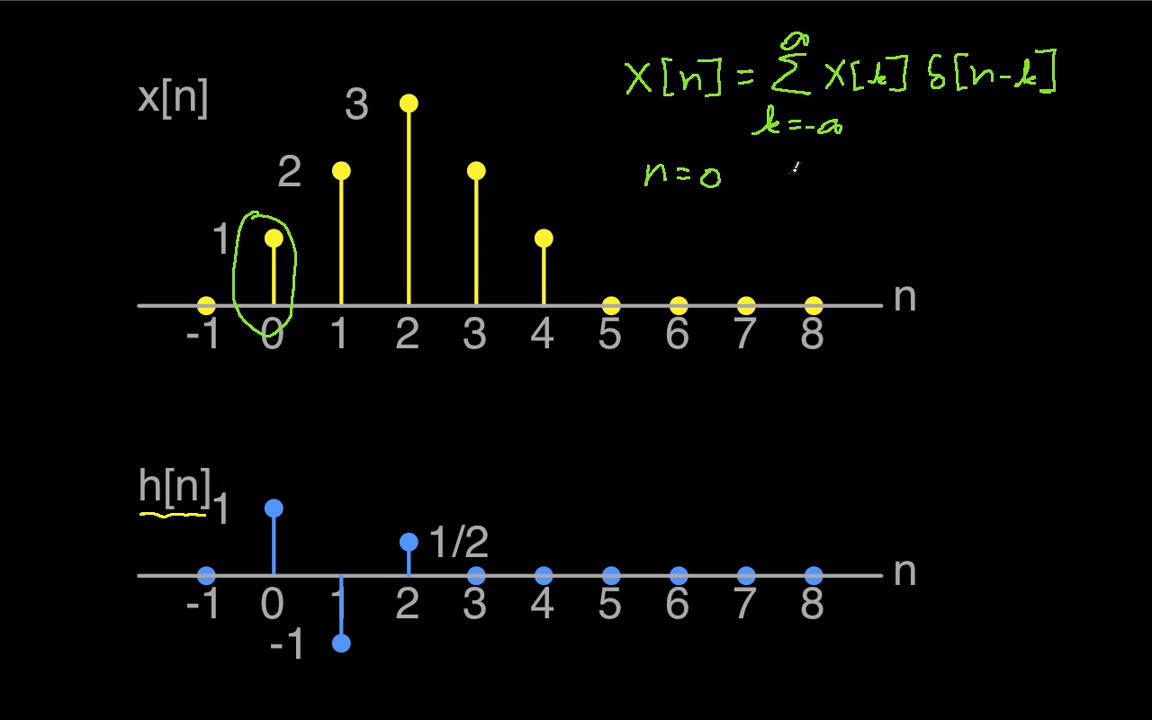 x[n]
3
2
1
n
-1 0 1 2 3 4 5 6 7 8
X[n] = ∑ X[k] δ[n-k]
∞
k=-∞
n=0
h[n]
1
1/2
n
-1 0 1 2 3 4 5 6 7 8
-1